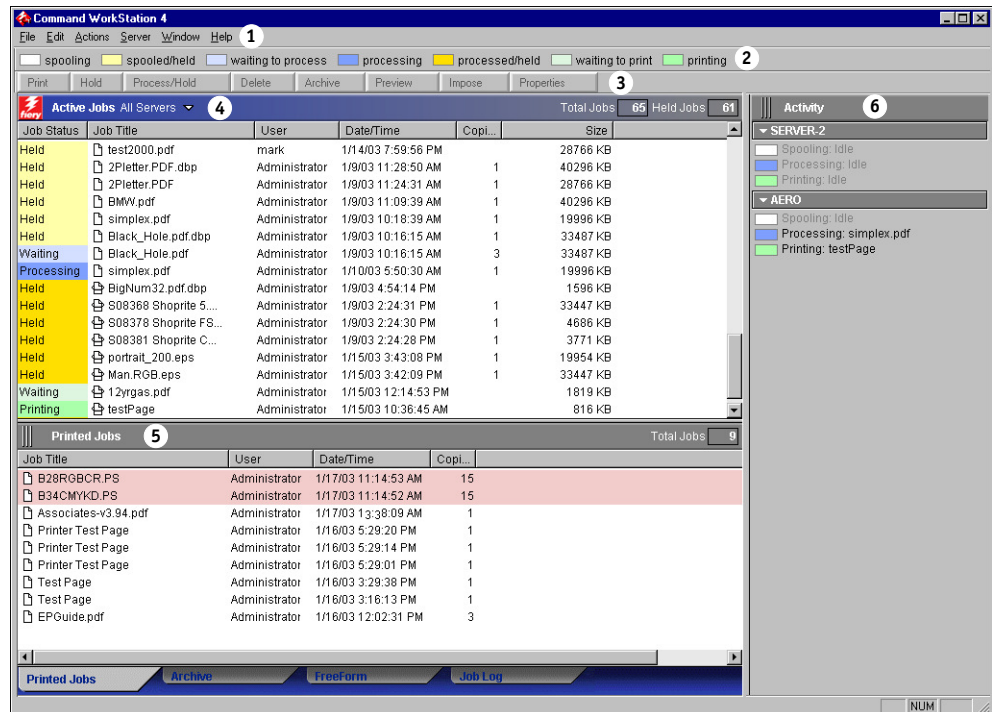 Command WorkStation 4
File Edit Actions Server Window Help 1
spooling spooled/held waiting to process processing processed/held waiting to print printing 2
Print Hold Process/Hold Delete Archive Preview Impose Properties 3
fiery Active Jobs All Servers 4 Total Jobs 65 Held Jobs 61
Job Status Job Title User Date/Time Copi... Size
Held test2000.pdf mark 1/14/03 7:59:56 PM 28766 KB
Held 2Pletter.PDF.dbp Administrator 1/9/03 11:28:50 AM 1 40296 KB
Held 2Pletter.PDF Administrator 1/9/03 11:24:31 AM 1 28766 KB
Held BMW.pdf Administrator 1/9/03 11:09:39 AM 1 40296 KB
Held simplex.pdf Administrator 1/9/03 10:18:39 AM 1 19996 KB
Held Black_Hole.pdf.dbp Administrator 1/9/03 10:16:15 AM 1 33487 KB
Waiting Black_Hole.pdf Administrator 1/9/03 10:16:15 AM 3 33487 KB
Processing simplex.pdf Administrator 1/10/03 5:50:30 AM 1 19996 KB
Held BigNum32.pdf.dbp Administrator 1/9/03 4:54:14 PM 1596 KB
Held S08368 Shoprite 5.... Administrator 1/9/03 2:24:31 PM 1 33447 KB
Held S08378 Shoprite FS... Administrator 1/9/03 2:24:30 PM 1 4686 KB
Held S08381 Shoprite C... Administrator 1/9/03 2:24:28 PM 1 3771 KB
Held portrait_200.eps Administrator 1/15/03 3:43:08 PM 1 19954 KB
Held Man.RGB.eps Administrator 1/15/03 3:42:09 PM 1 33447 KB
Waiting 12yrgas.pdf Administrator 1/15/03 12:14:53 PM 1819 KB
Printing testPage Administrator 1/15/03 10:36:45 AM 816 KB
Printed Jobs 5 Total Jobs 9
Job Title User Date/Time Copi...
B28RGBCR.PS Administrator 1/17/03 11:14:53 AM 15
B34CMYKD.PS Administrator 1/17/03 11:14:52 AM 15
Associates-v3.94.pdf Administrator 1/17/03 13:38:09 AM 1
Printer Test Page Administrator 1/16/03 5:29:20 PM 1
Printer Test Page Administrator 1/16/03 5:29:14 PM 1
Printer Test Page Administrator 1/16/03 5:29:01 PM 1
Test Page Administrator 1/16/03 3:29:38 PM 1
Test Page Administrator 1/16/03 3:16:13 PM 1
EPGuide.pdf Administrator 1/16/03 12:02:31 PM 3
Printed Jobs Archive FreeForm Job Log
Activity 6
SERVER-2
Spooling: Idle
Processing: Idle
Printing: Idle
AERO
Spooling: Idle
Processing: simplex.pdf
Printing: testPage
NUM